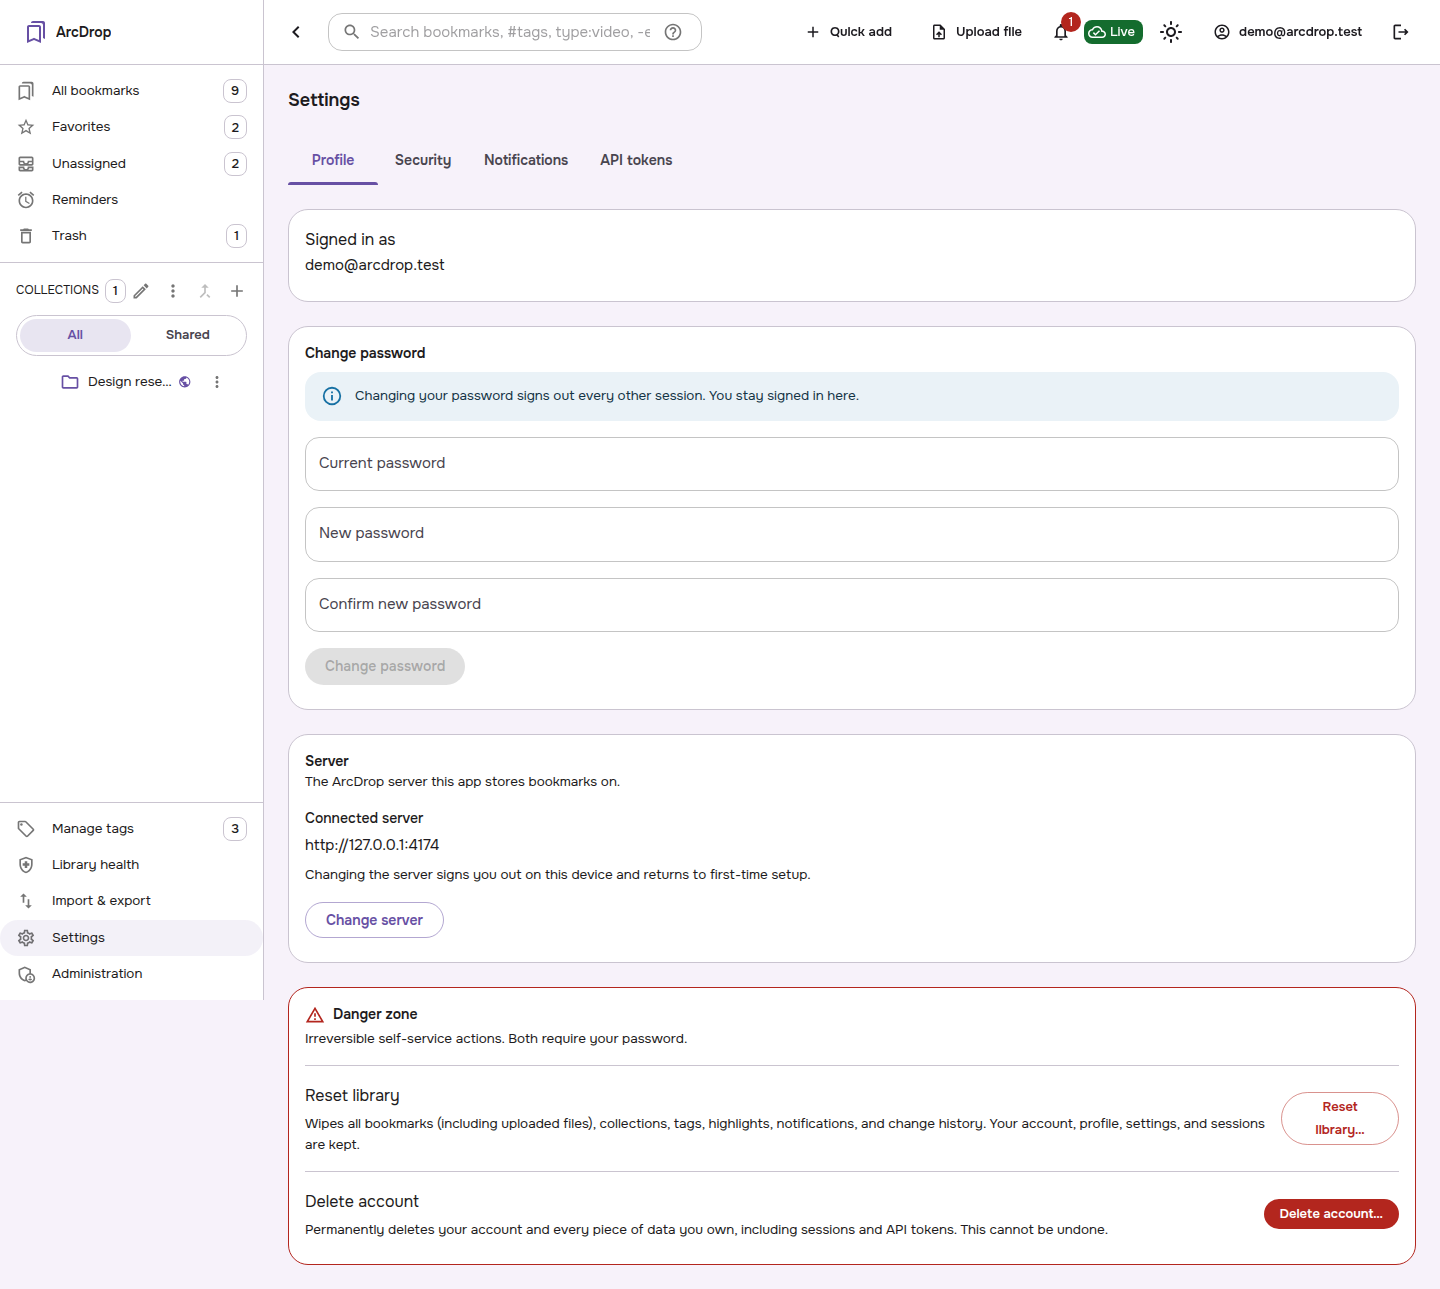 ArcDrop
Search bookmarks, #tags, type:video, -e
Quick add
Upload file
1
Live
demo@arcdrop.test
All bookmarks 9
Favorites 2
Unassigned 2
Reminders
Trash 1
COLLECTIONS 1
All Shared
Design rese...
Manage tags 3
Library health
Import & export
Settings
Administration
Settings
Profile Security Notifications API tokens
Signed in as
demo@arcdrop.test
Change password
Changing your password signs out every other session. You stay signed in here.
Current password
New password
Confirm new password
Change password
Server
The ArcDrop server this app stores bookmarks on.
Connected server
http://127.0.0.1:4174
Changing the server signs you out on this device and returns to first-time setup.
Change server
Danger zone
Irreversible self-service actions. Both require your password.
Reset library
Wipes all bookmarks (including uploaded files), collections, tags, highlights, notifications, and change history. Your account, profile, settings, and sessions
are kept.
Reset
library...
Delete account
Permanently deletes your account and every piece of data you own, including sessions and API tokens. This cannot be undone.
Delete account...